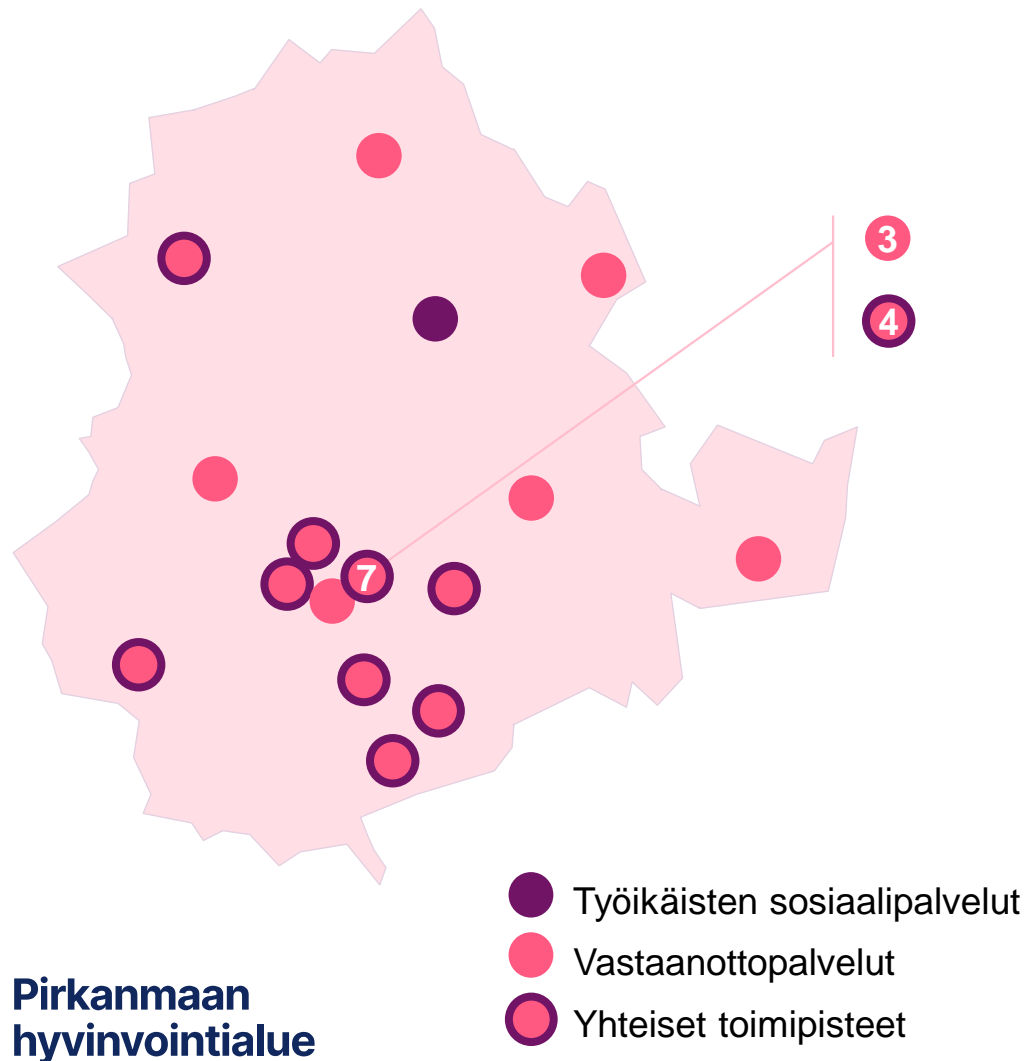 3
4
7
Työikäisten sosiaalipalvelut
Vastaanottopalvelut
Yhteiset toimipisteet
Pirkanmaan
hyvinvointialue